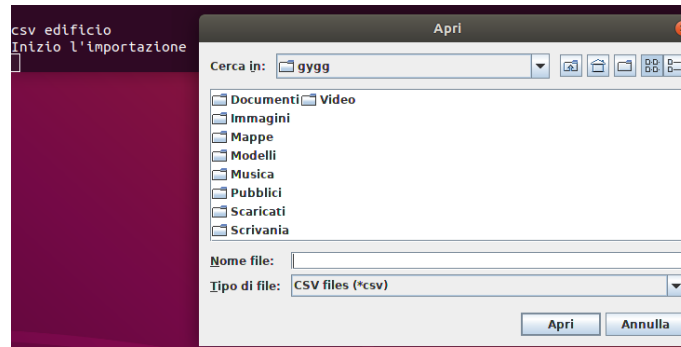 csv edificio
Inizio l'importazione
Apri
Cerca in: gygg
Documenti Video
Immagini
Mappe
Modelli
Musica
Pubblici
Scaricati
Scrivania
Nome file:
Tipo di file: CSV files (*csv)
Apri Annulla